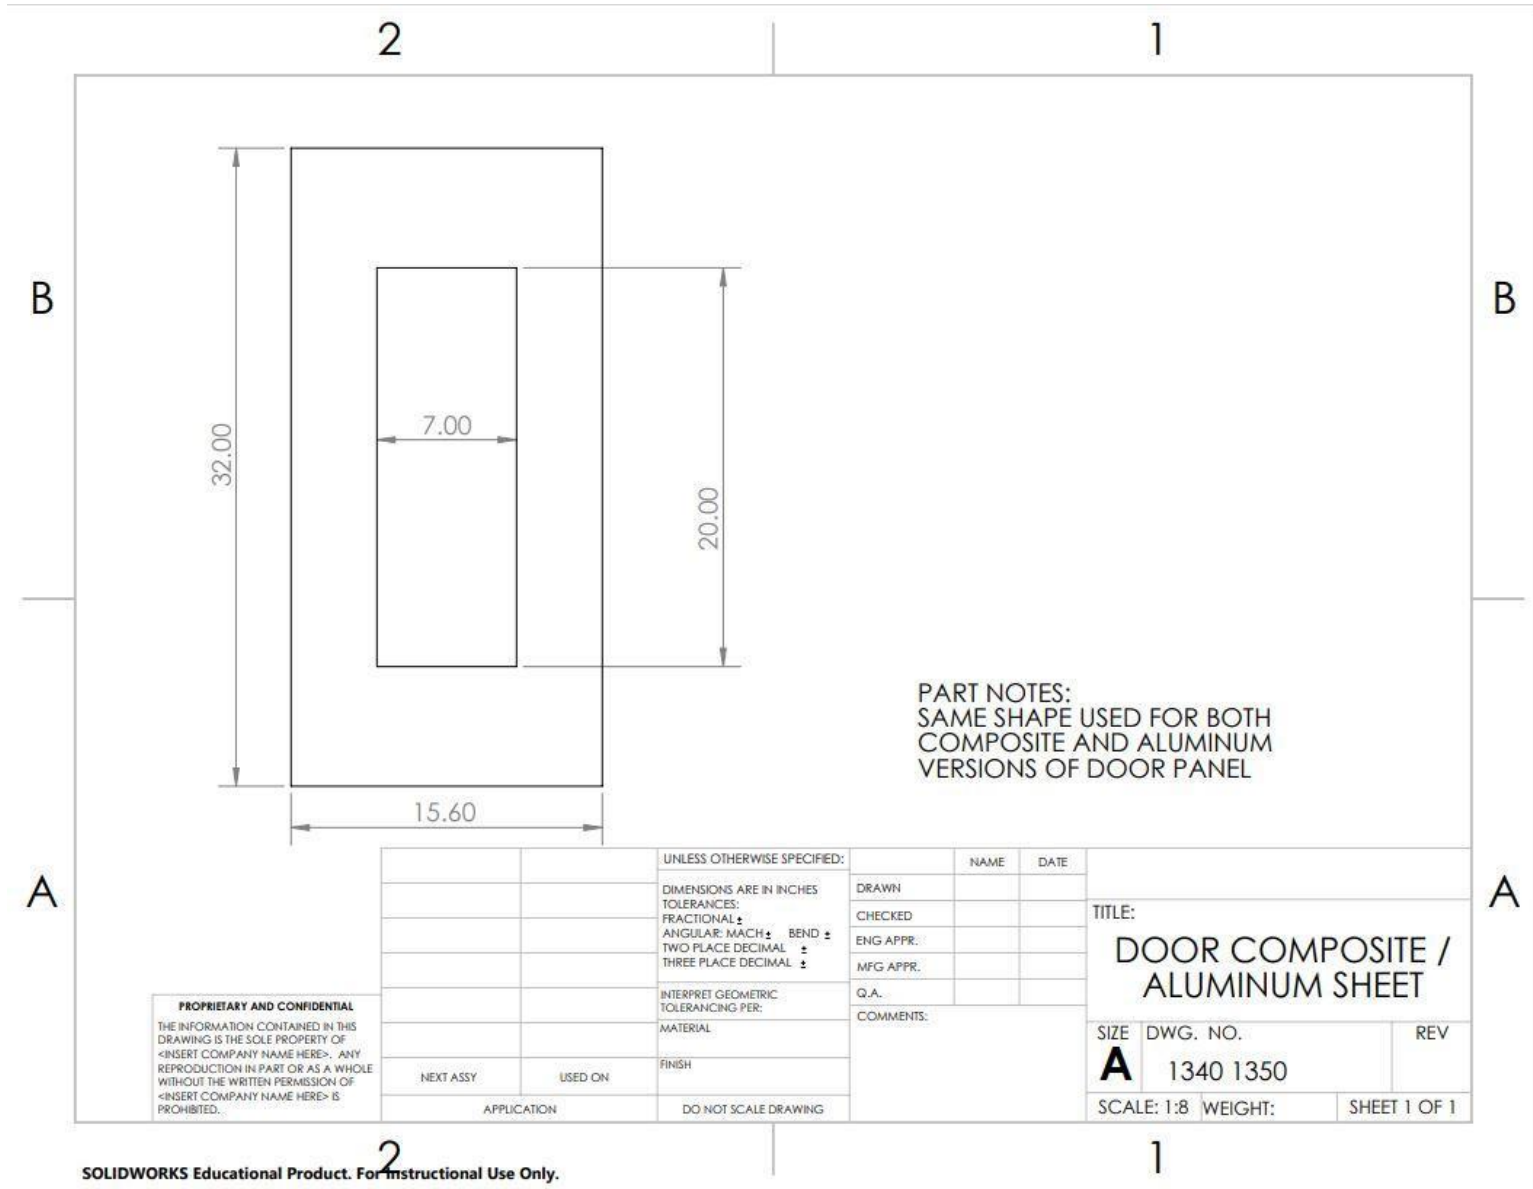 2
1
B
B
32.00
7.00
20.00
15.60
PART NOTES:
SAME SHAPE USED FOR BOTH
COMPOSITE AND ALUMINUM
VERSIONS OF DOOR PANEL
A
A
UNLESS OTHERWISE SPECIFIED:
DIMENSIONS ARE IN INCHES
TOLERANCES:
FRACTIONAL ±
ANGULAR: MACH ± BEND ±
TWO PLACE DECIMAL ±
THREE PLACE DECIMAL ±
INTERPRET GEOMETRIC
TOLERANCING PER:
MATERIAL
FINISH
DO NOT SCALE DRAWING
NAME DATE
DRAWN
CHECKED
ENG APPR.
MFG APPR.
Q.A.
COMMENTS:
TITLE:
DOOR COMPOSITE /
ALUMINUM SHEET
SIZE DWG. NO. REV
A 1340 1350
SCALE: 1:8 WEIGHT: SHEET 1 OF 1
PROPRIETARY AND CONFIDENTIAL
THE INFORMATION CONTAINED IN THIS
DRAWING IS THE SOLE PROPERTY OF
<INSERT COMPANY NAME HERE>. ANY
REPRODUCTION IN PART OR AS A WHOLE
WITHOUT THE WRITTEN PERMISSION OF
<INSERT COMPANY NAME HERE> IS
PROHIBITED.
NEXT ASSY USED ON
APPLICATION
2
1
SOLIDWORKS Educational Product. For Instructional Use Only.